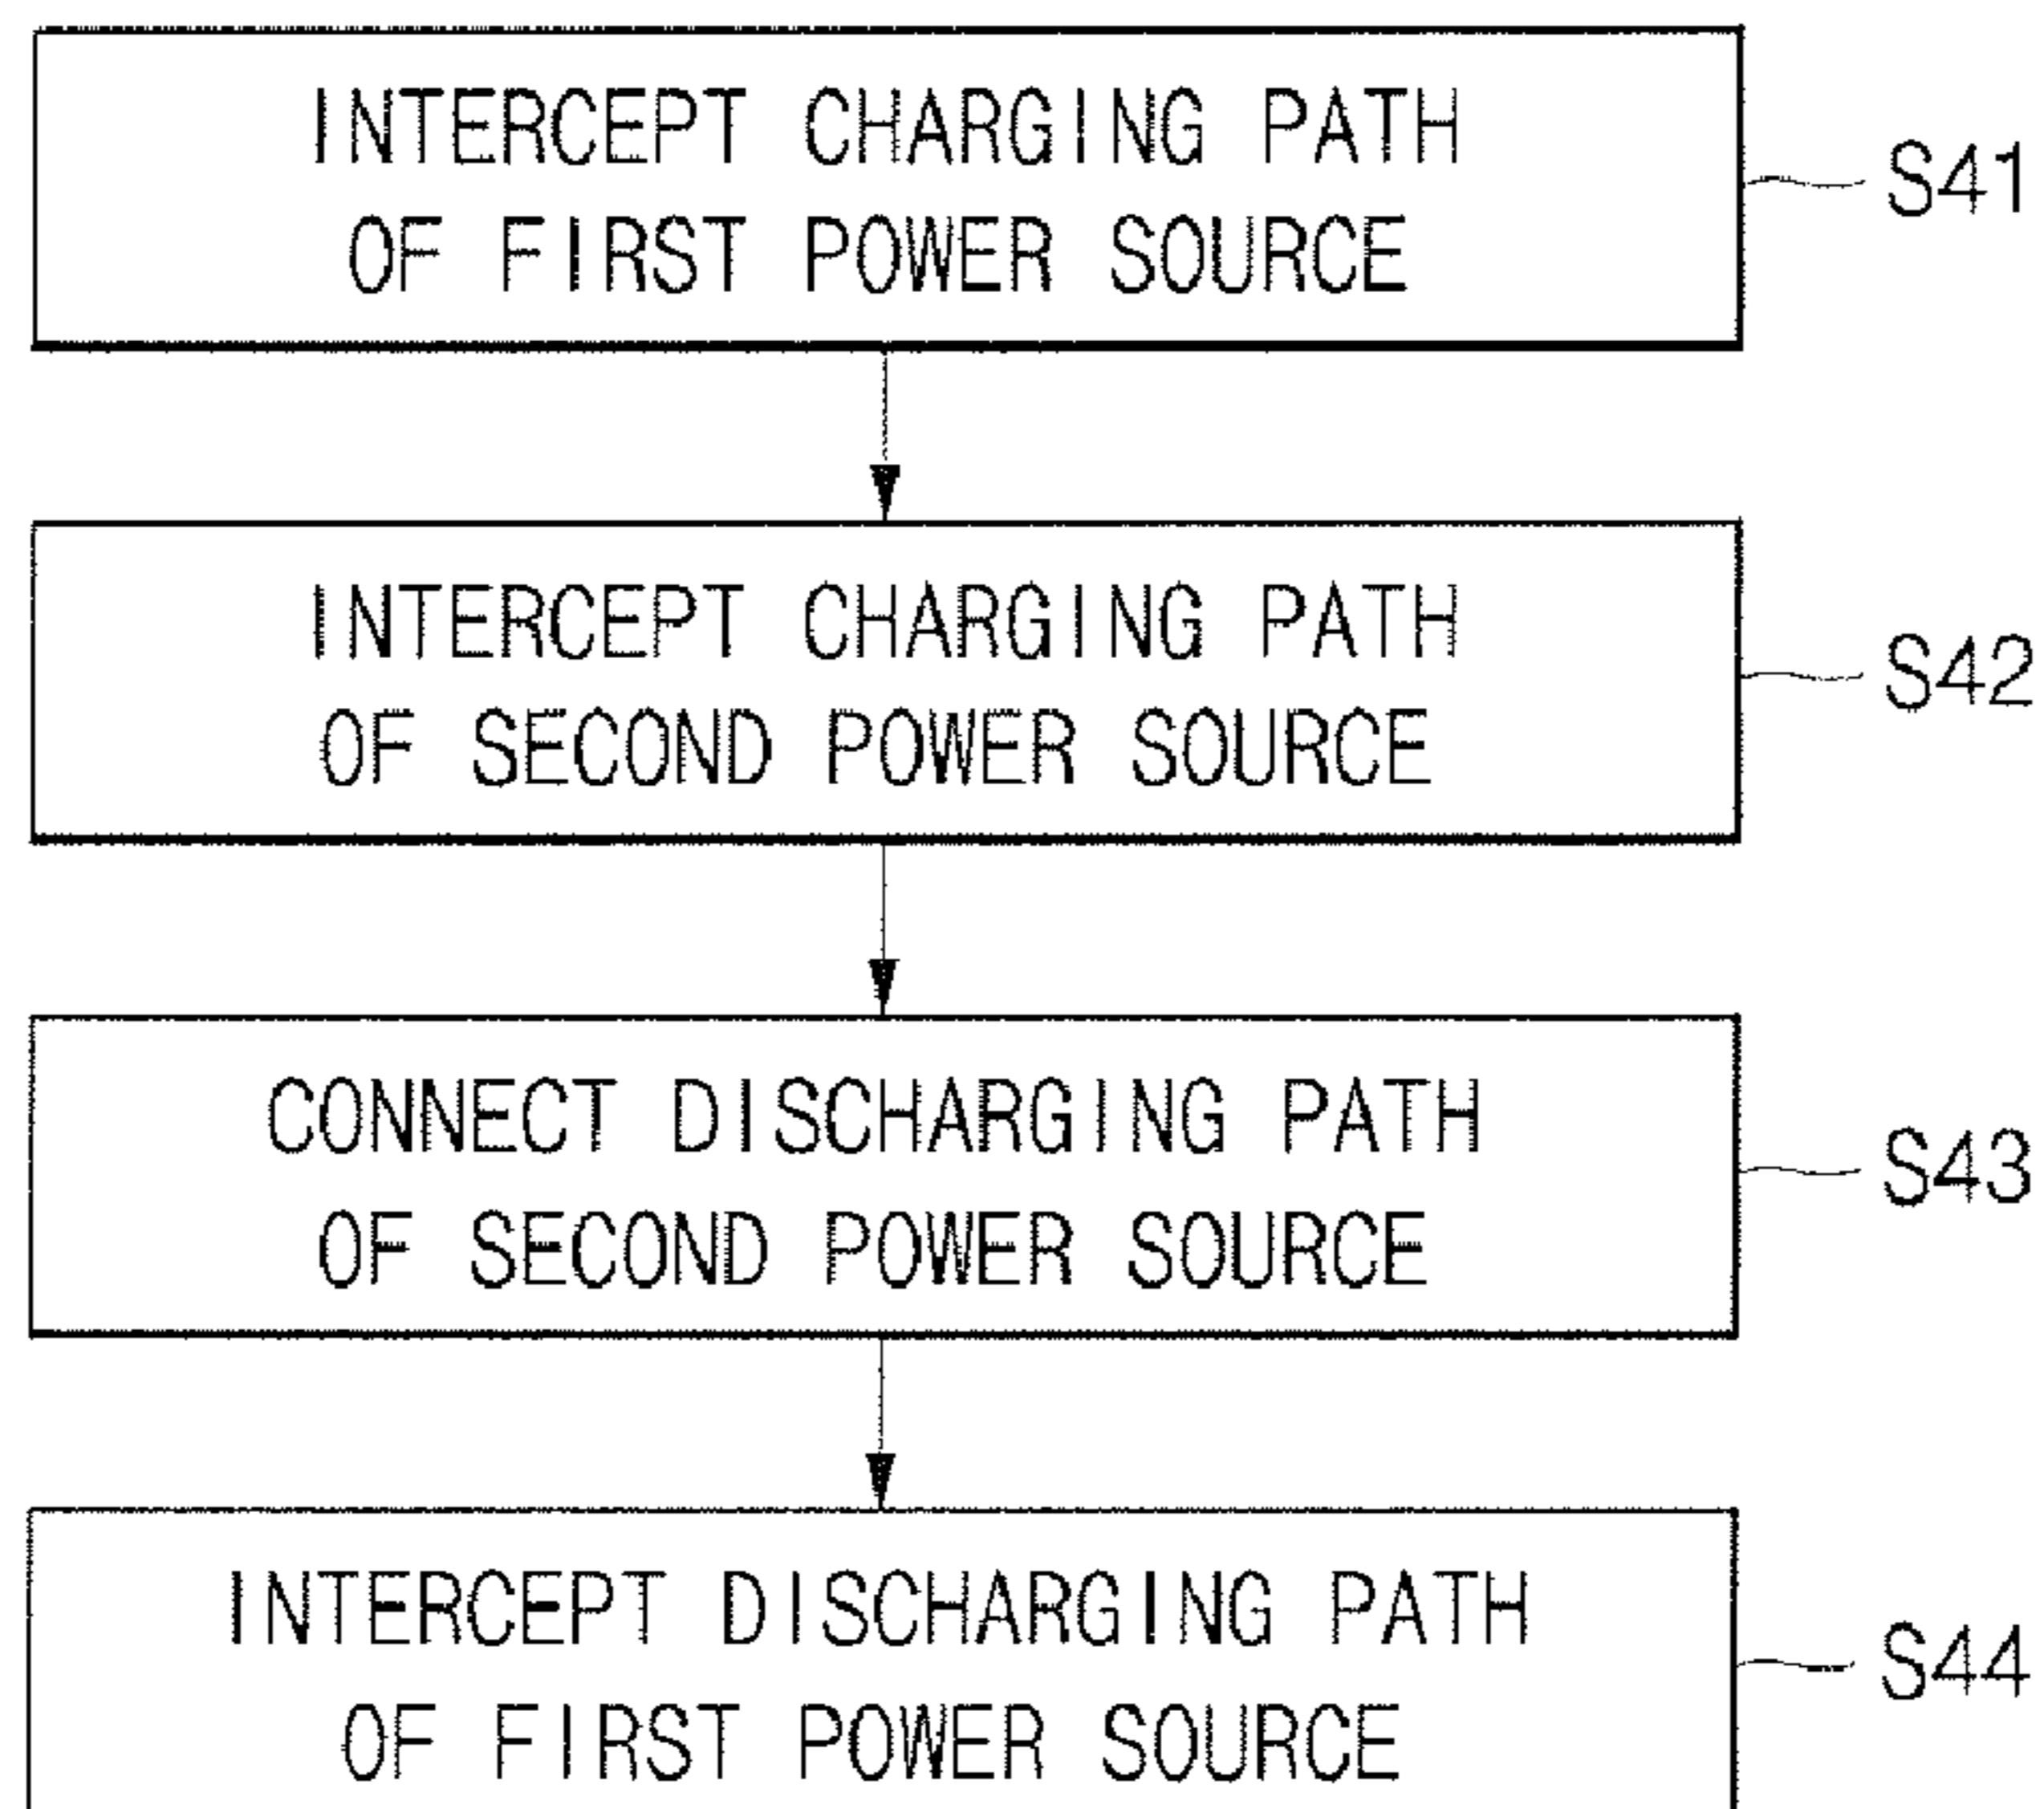 INTERCEPT CHARGING PATH
OF FIRST POWER SOURCE
S41
INTERCEPT CHARGING PATH
OF SECOND POWER SOURCE
S42
CONNECT DISCHARGING PATH
OF SECOND POWER SOURCE
S43
INTERCEPT DISCHARGING PATH
OF FIRST POWER SOURCE
S44